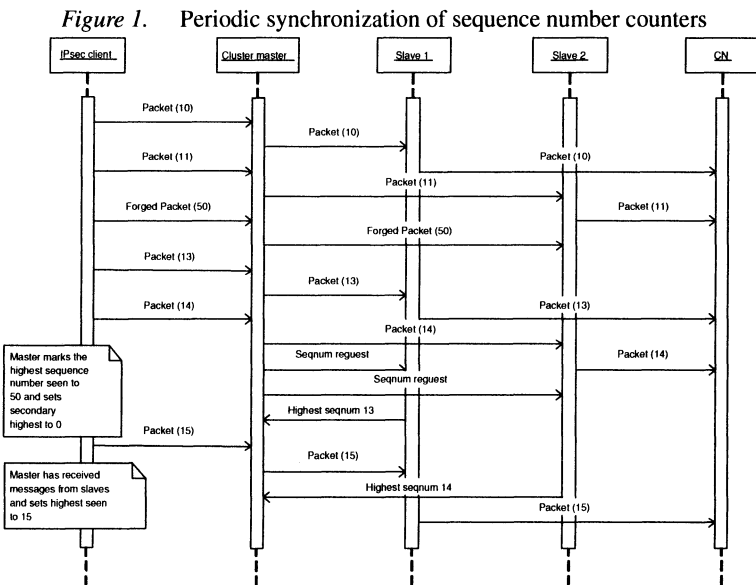 Figure 1. Periodic synchronization of sequence number counters
IPsec client
Cluster master
Slave 1
Slave 2
CN
Packet (10)
Packet (10)
Packet (10)
Packet (11)
Packet (11)
Packet (11)
Forged Packet (50)
Forged Packet (50)
Packet (13)
Packet (13)
Packet (13)
Packet (14)
Packet (14)
Packet (14)
Seqnum reguest
Seqnum reguest
Master marks the
highest sequence
number seen to
50 and sets
secondary
highest to 0
Highest seqnum 13
Packet (15)
Packet (15)
Master has received
messages from slaves
and sets highest seen
to 15
Highest seqnum 14
Packet (15)